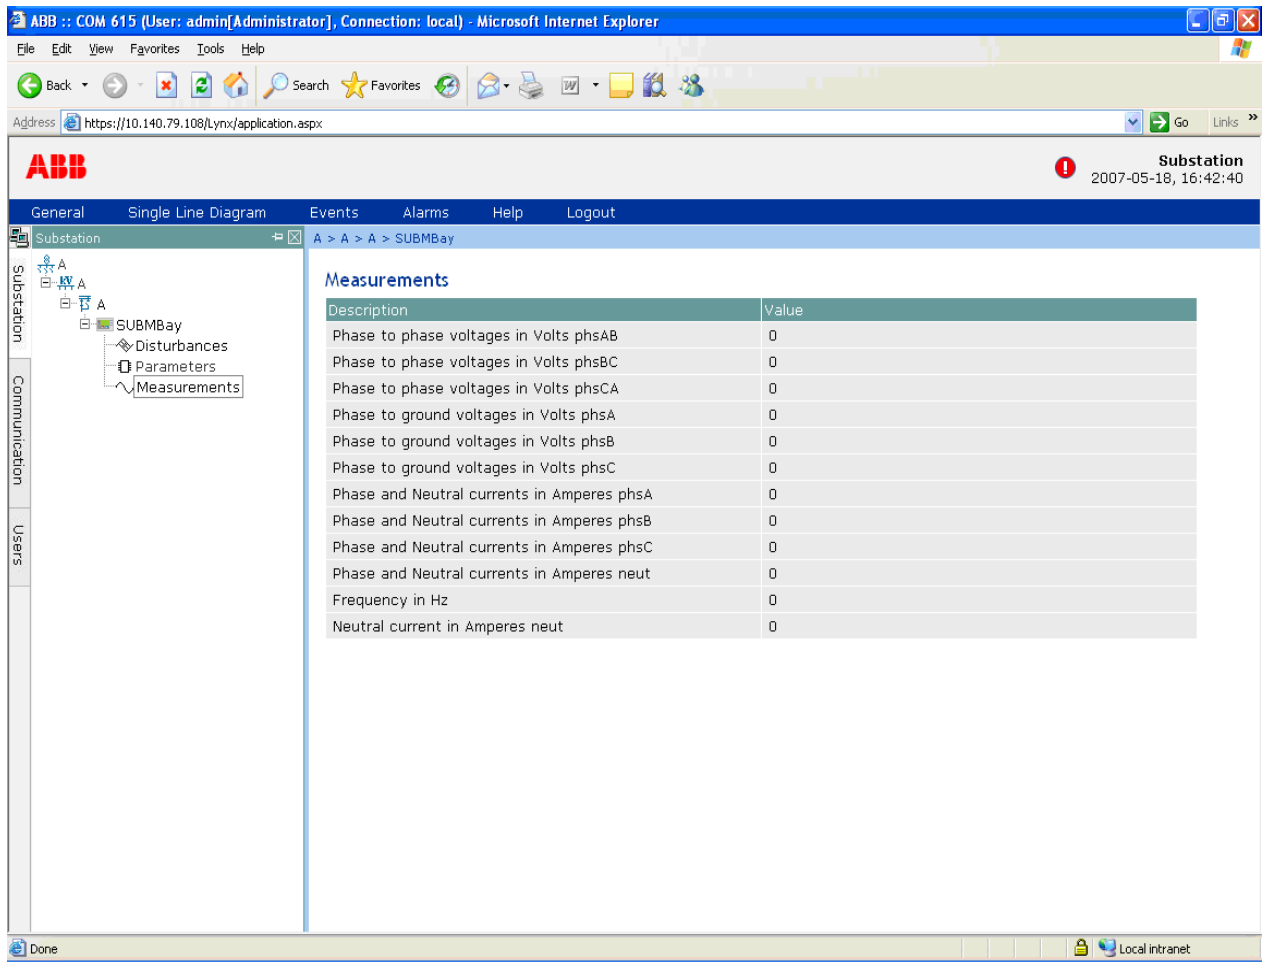 ABB :: COM 615 (User: admin[Administrator], Connection: local) - Microsoft Internet Explorer
File Edit View Favorites Tools Help
Back Search Favorites
Address https://10.140.79.108/Lynx/application.aspx Go Links »
ABB
Substation
2007-05-18, 16:42:40
General Single Line Diagram Events Alarms Help Logout
Substation
A > A > A > SUBMBay
Substation
Communication
Users
A
A
A
SUBMBay
Disturbances
Parameters
Measurements
Measurements
Description Value
Phase to phase voltages in Volts phsAB 0
Phase to phase voltages in Volts phsBC 0
Phase to phase voltages in Volts phsCA 0
Phase to ground voltages in Volts phsA 0
Phase to ground voltages in Volts phsB 0
Phase to ground voltages in Volts phsC 0
Phase and Neutral currents in Amperes phsA 0
Phase and Neutral currents in Amperes phsB 0
Phase and Neutral currents in Amperes phsC 0
Phase and Neutral currents in Amperes neut 0
Frequency in Hz 0
Neutral current in Amperes neut 0
Done Local intranet